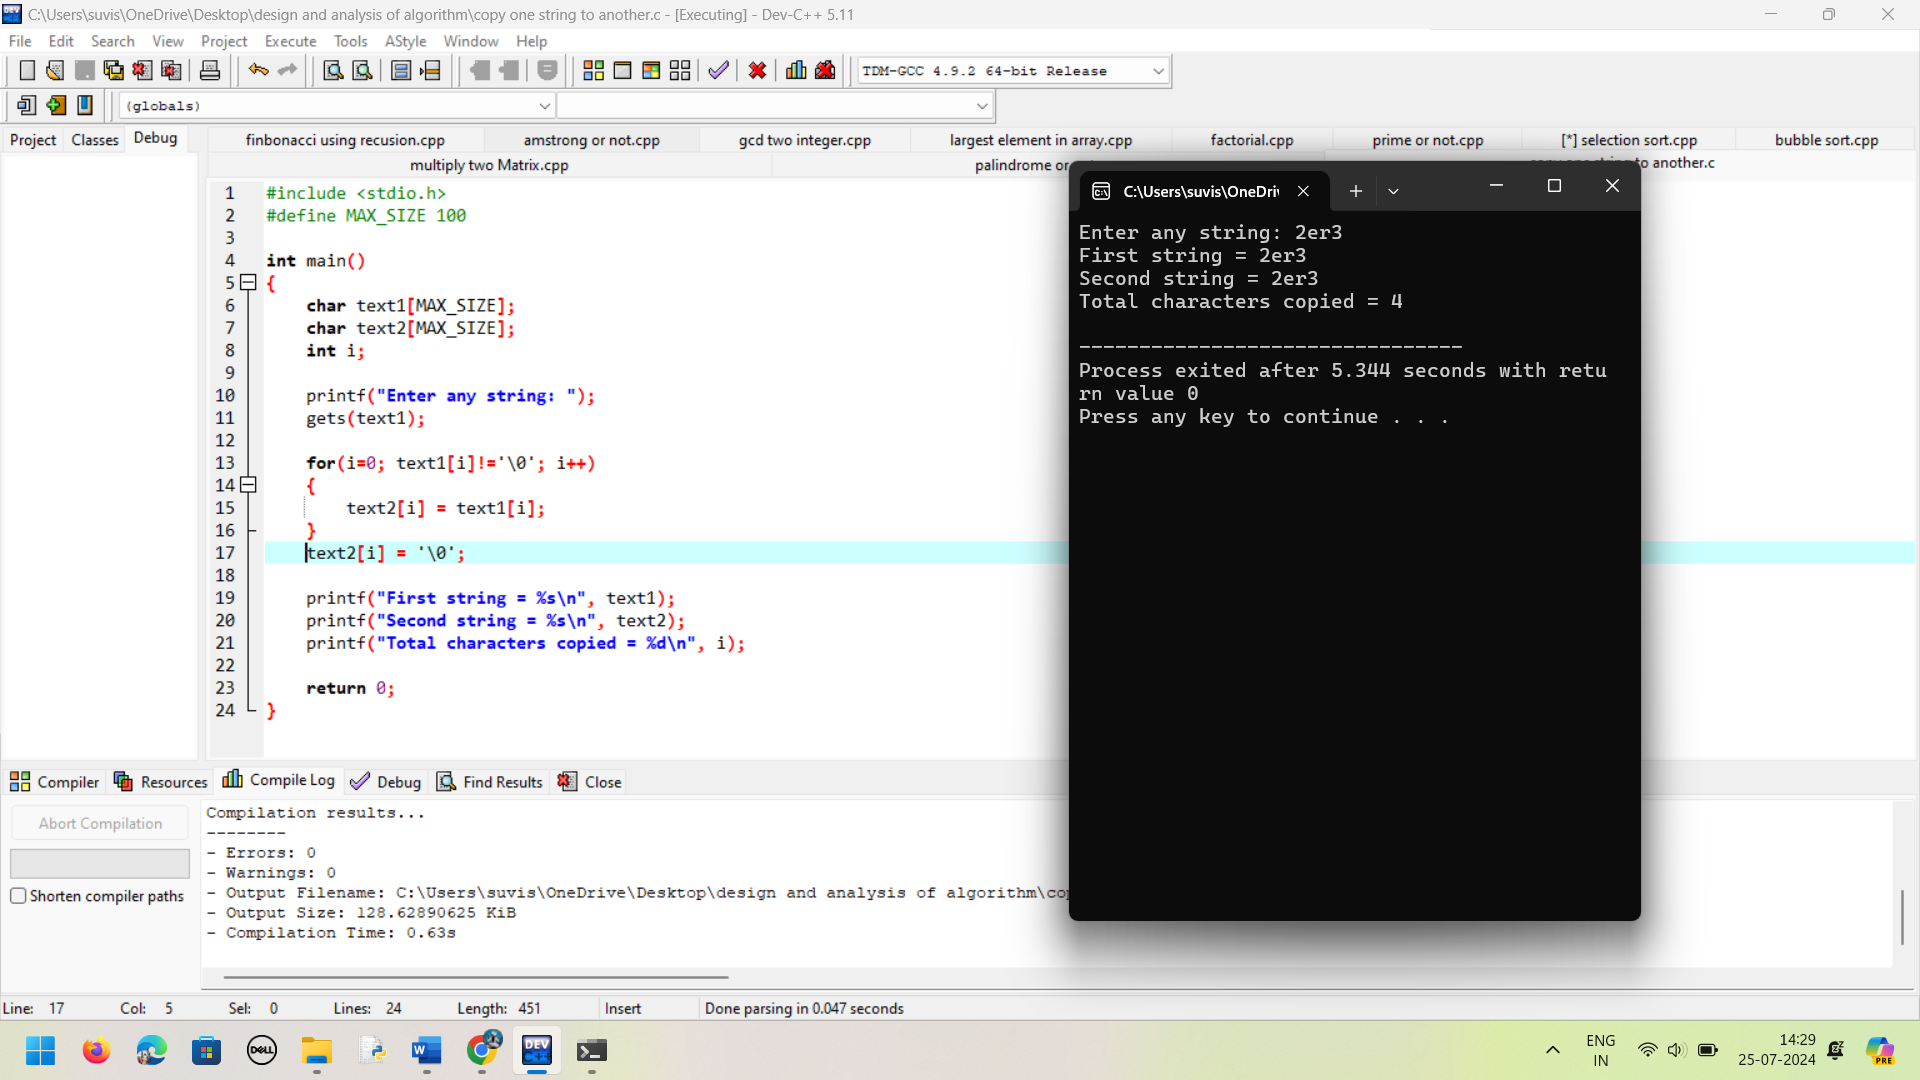 C:\Users\suvis\OneDrive\Desktop\design and analysis of algorithm\copy one string to another.c - [Executing] - Dev-C++ 5.11
File Edit Search View Project Execute Tools AStyle Window Help
TDM-GCC 4.9.2 64-bit Release
(globals)
Project Classes Debug
finbonacci using recusion.cpp amstrong or not.cpp gcd two integer.cpp largest element in array.cpp factorial.cpp prime or not.cpp [*] selection sort.cpp bubble sort.cpp
multiply two Matrix.cpp palindrome or to another.c
1 #include <stdio.h>
2 #define MAX_SIZE 100
3
4 int main()
5 {
6 char text1[MAX_SIZE];
7 char text2[MAX_SIZE];
8 int i;
9
10 printf("Enter any string: ");
11 gets(text1);
12
13 for(i=0; text1[i]!='\0'; i++)
14 {
15 text2[i] = text1[i];
16 }
17 text2[i] = '\0';
18
19 printf("First string = %s\n", text1);
20 printf("Second string = %s\n", text2);
21 printf("Total characters copied = %d\n", i);
22
23 return 0;
24 }
C:\Users\suvis\OneDri
Enter any string: 2er3
First string = 2er3
Second string = 2er3
Total characters copied = 4
--------------------------------
Process exited after 5.344 seconds with retu
rn value 0
Press any key to continue . . .
Compiler Resources Compile Log Debug Find Results Close
Abort Compilation
Shorten compiler paths
Compilation results...
--------
- Errors: 0
- Warnings: 0
- Output Filename: C:\Users\suvis\OneDrive\Desktop\design and analysis of algorithm\co
- Output Size: 128.62890625 KiB
- Compilation Time: 0.63s
Line: 17 Col: 5 Sel: 0 Lines: 24 Length: 451 Insert Done parsing in 0.047 seconds
DELL
DEV
C++
ENG
IN
14:29
25-07-2024
PRE